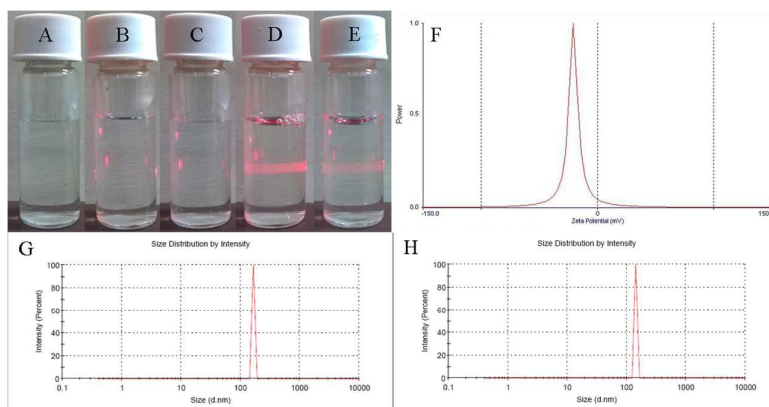 A B C D E F
1.0
Power
0.5
0.0
-150.0 0 150
Zeta Potential (mV)
G
Size Distribution by Intensity
Intensity (Percent)
100
80
60
40
20
0
0.1 1 10 100 1000 10000
Size (d.nm)
H
Size Distribution by Intensity
Intensity (Percent)
100
80
60
40
20
0
0.1 1 10 100 1000 10000
Size (d.nm)